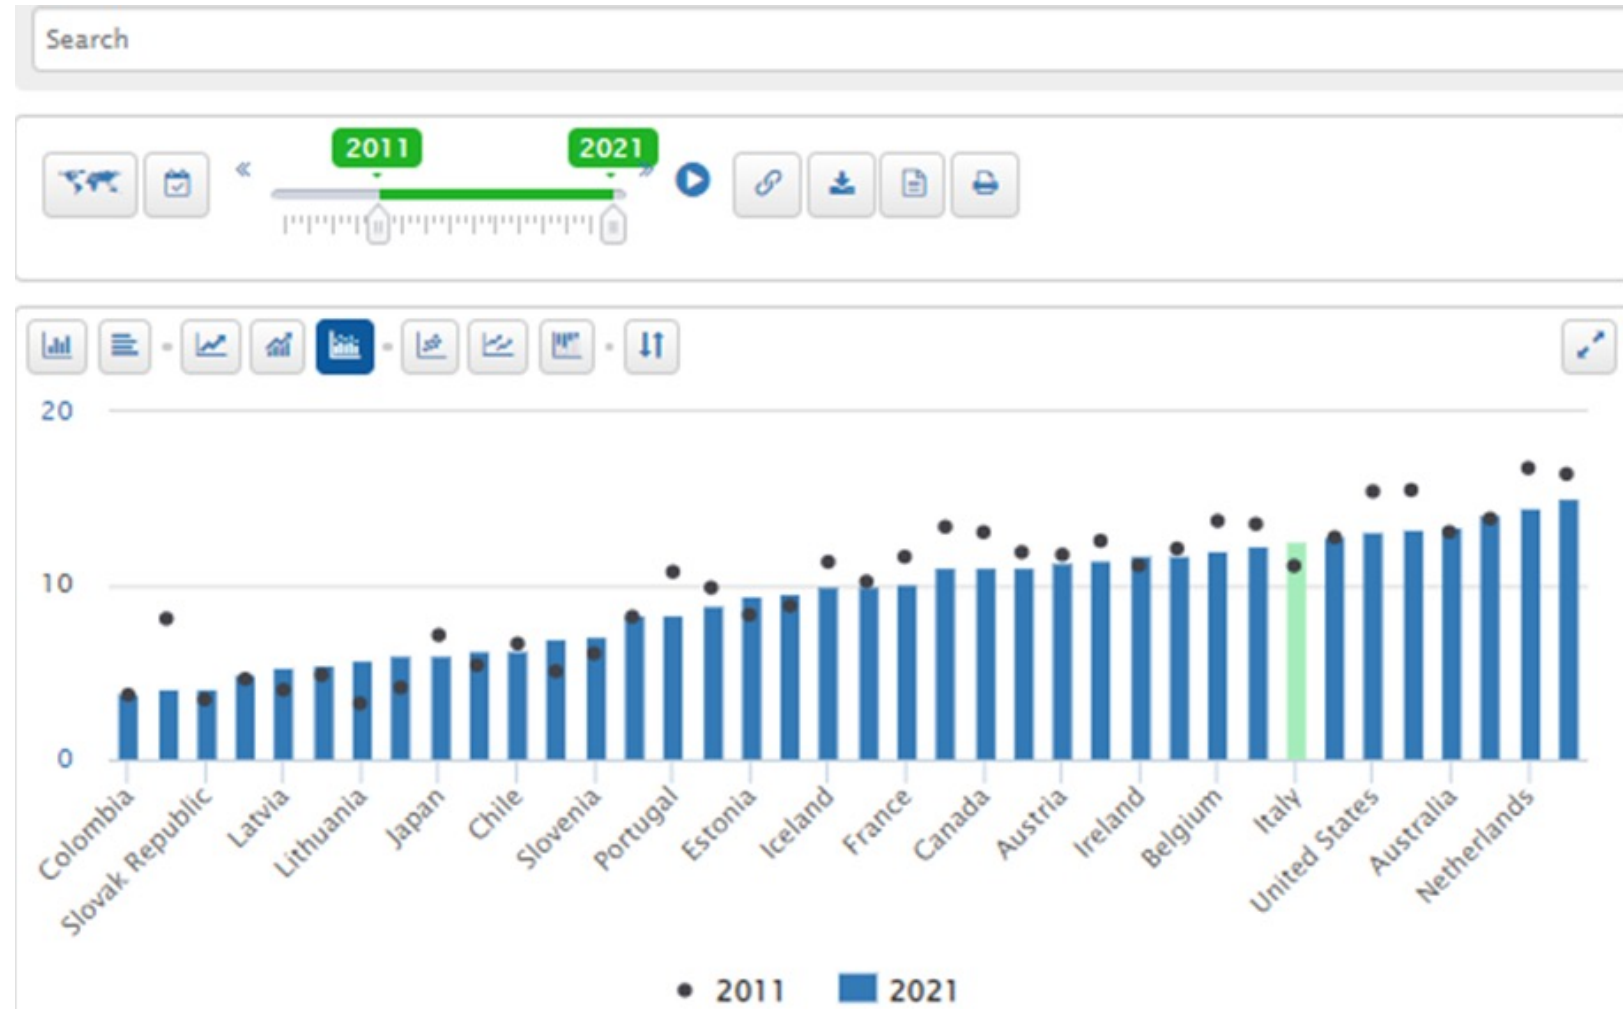 Search
2011 2021
20
10
0
Colombia
Slovak Republic
Latvia
Lithuania
Japan
Chile
Slovenia
Portugal
Estonia
Iceland
France
Canada
Austria
Ireland
Belgium
Italy
United States
Australia
Netherlands
2011 2021